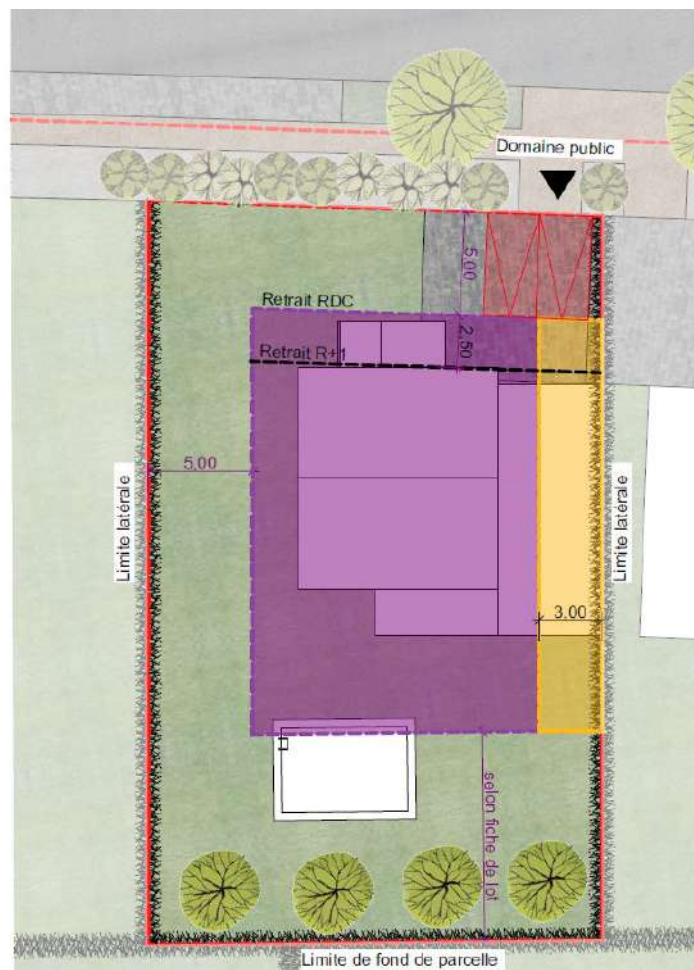 Domaine public
5,00
Retrait RDC
2,50
Retrait R+1
5,00
Limite latérale
Limite latérale
3,00
selon fiche de lot
Limite de fond de parcelle